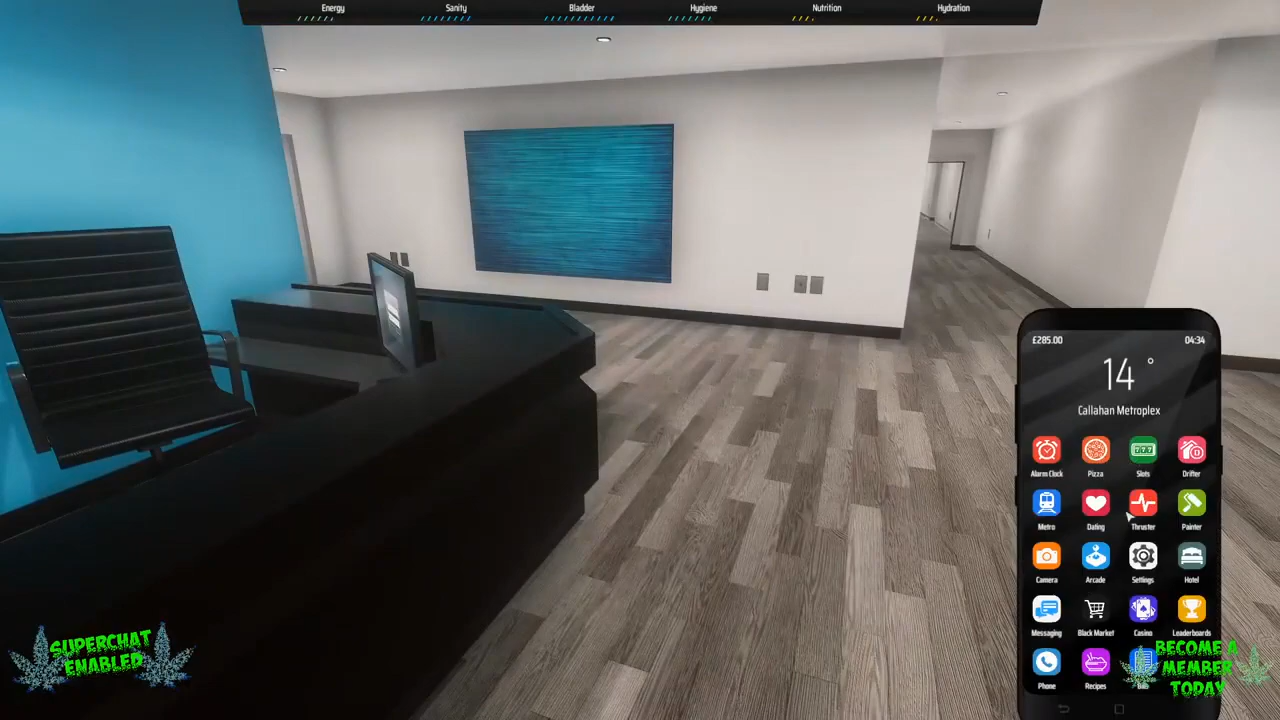 Energy
Sanity
Bladder
Hygiene
Nutrition
Hydration
£285.00
04:34
14 °
Callahan Metroplex
Alarm Clock
Pizza
777
Slots
Drifter
Metro
Dating
Thruster
Painter
Camera
Arcade
Settings
Hotel
Messaging
Black Market
Casino
Leaderboards
Phone
Recipes
SUPERCHAT
ENABLED
BECOME A
MEMBER
TODAY